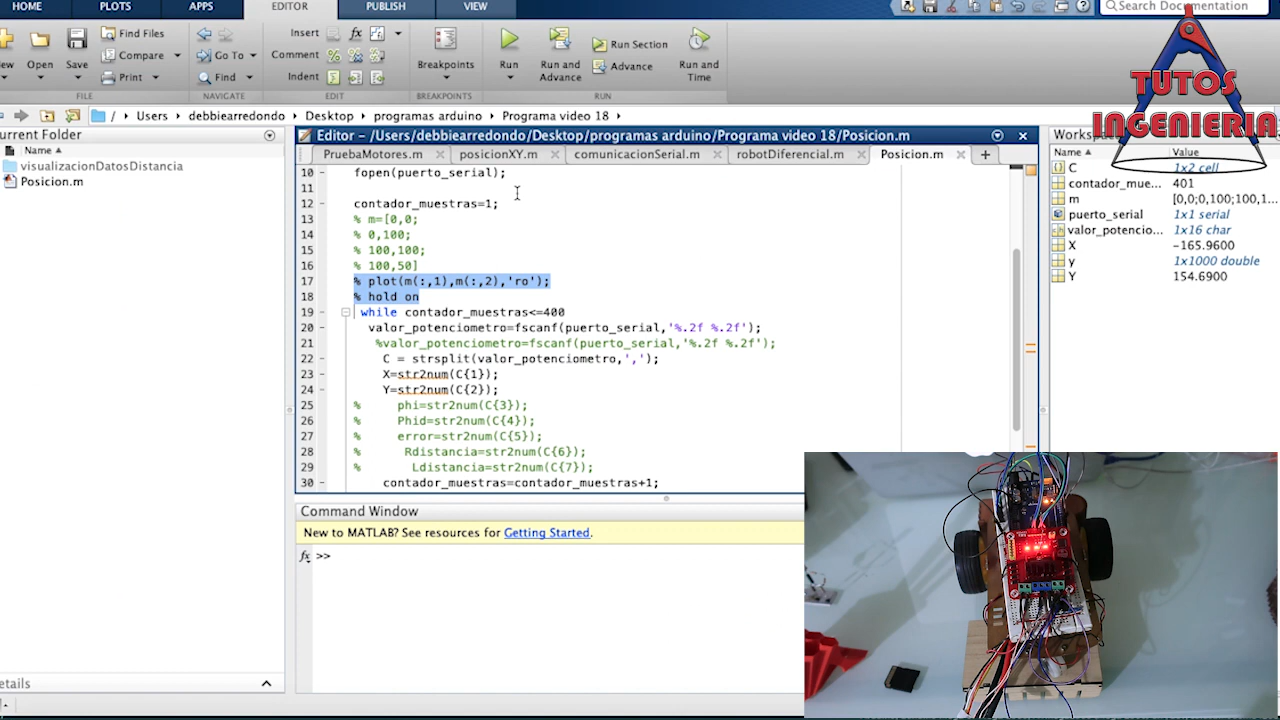 HOME PLOTS APPS EDITOR PUBLISH VIEW
Search Documentation
Open Save
Find Files
Compare
Print
Go To
Find
Insert
Comment
Indent
fx
Breakpoints
Run
Run and Advance
Run Section
Advance
Run and Time
FILE NAVIGATE EDIT BREAKPOINTS RUN
TUTOS
INGENIERIA
/ Users debbiearredondo Desktop programas arduino Programa video 18
urrent Folder
Name
visualizacionDatosDistancia
Posicion.m
etails
Editor - /Users/debbiearredondo/Desktop/programas arduino/Programa video 18/Posicion.m
PruebaMotores.m posicionXY.m comunicacionSerial.m robotDiferencial.m Posicion.m
10 fopen(puerto_serial);
11
12 contador_muestras=1;
13 % m=[0,0;
14 % 0,100;
15 % 100,100;
16 % 100,50]
17 % plot(m(:,1),m(:,2),'ro');
18 % hold on
19 while contador_muestras<=400
20 valor_potenciometro=fscanf(puerto_serial,'%.2f %.2f');
21 %valor_potenciometro=fscanf(puerto_serial,'%.2f %.2f');
22 C = strsplit(valor_potenciometro,',');
23 X=str2num(C{1});
24 Y=str2num(C{2});
25 % phi=str2num(C{3});
26 % Phid=str2num(C{4});
27 % error=str2num(C{5});
28 % Rdistancia=str2num(C{6});
29 % Ldistancia=str2num(C{7});
30 contador_muestras=contador_muestras+1;
Command Window
New to MATLAB? See resources for Getting Started.
fx >>
Name Value
C 1x2 cell
contador_mue... 401
m [0,0;0,100;100,1...
puerto_serial 1x1 serial
valor_potencio... 1x16 char
X -165.9600
y 1x1000 double
Y 154.6900